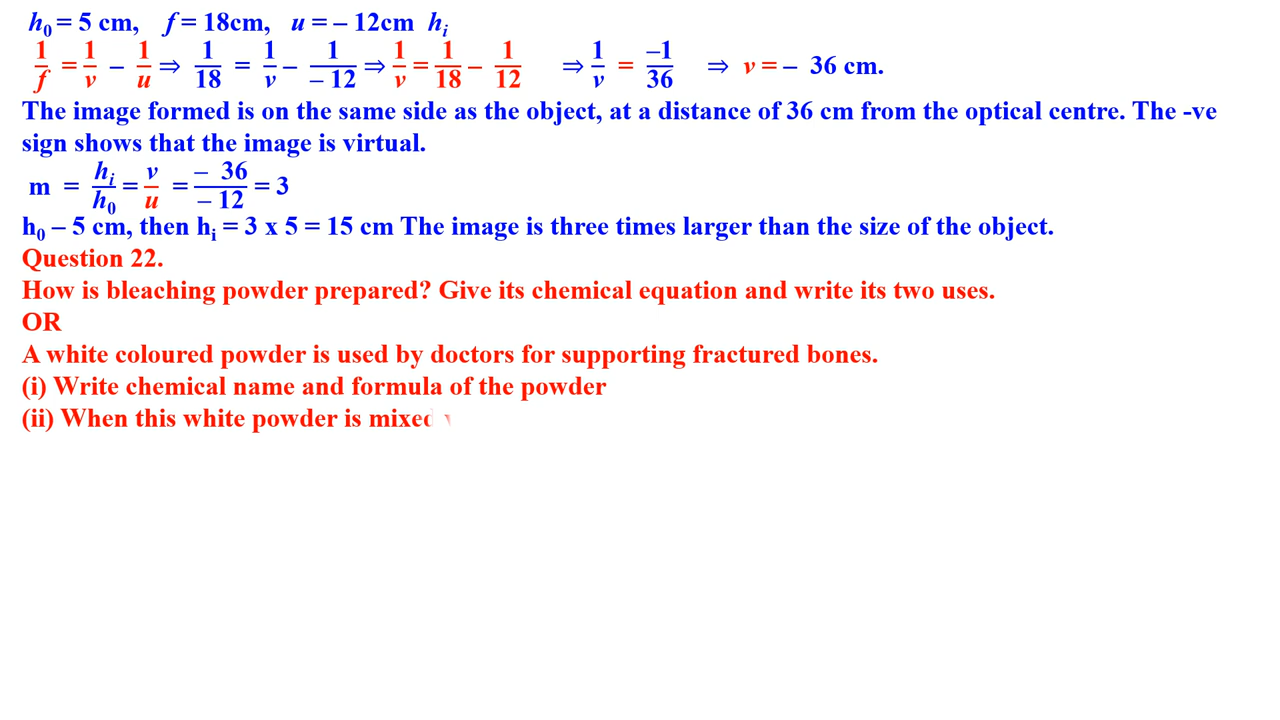 h₀ = 5 cm, f = 18cm, u = – 12cm hᵢ
1/f = 1/v – 1/u ⇒ 1/18 = 1/v – 1/– 12 ⇒ 1/v = 1/18 – 1/12 ⇒ 1/v = –1/36 ⇒ v = – 36 cm.
The image formed is on the same side as the object, at a distance of 36 cm from the optical centre. The -ve
sign shows that the image is virtual.
m = hᵢ/h₀ = v/u = – 36/– 12 = 3
h₀ – 5 cm, then hᵢ = 3 x 5 = 15 cm The image is three times larger than the size of the object.
Question 22.
How is bleaching powder prepared? Give its chemical equation and write its two uses.
OR
A white coloured powder is used by doctors for supporting fractured bones.
(i) Write chemical name and formula of the powder
(ii) When this white powder is mixed